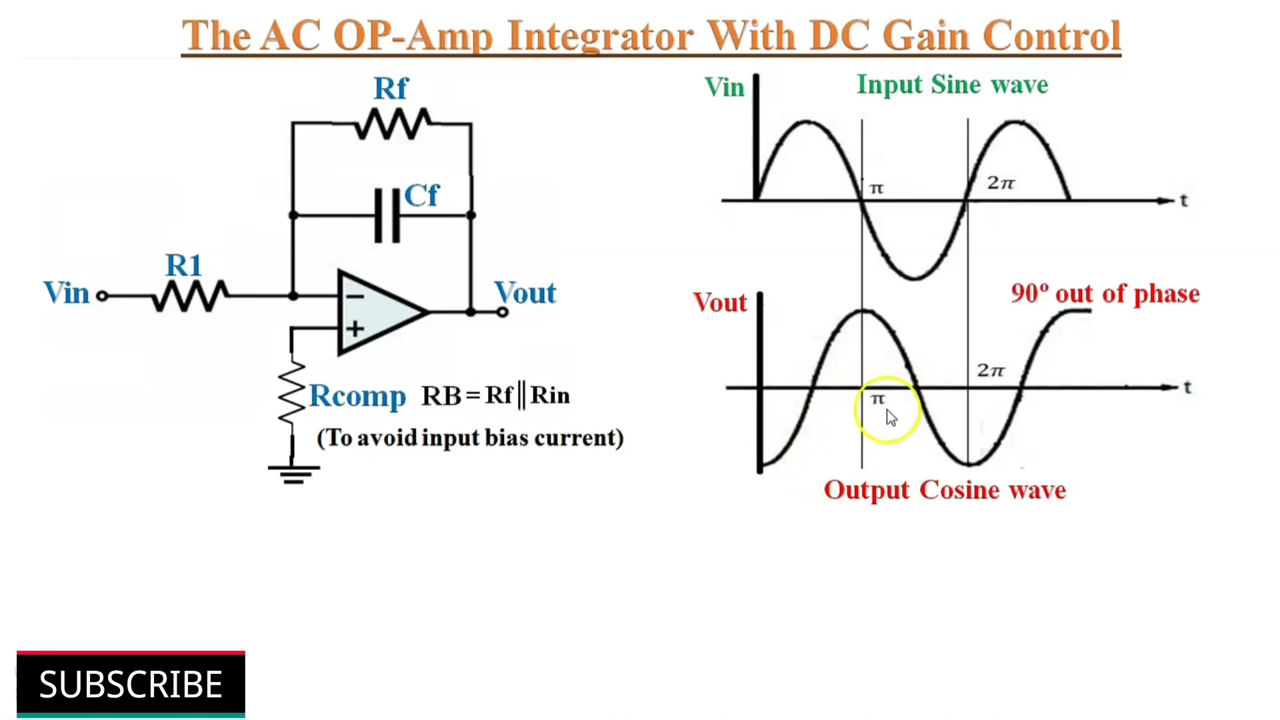 The AC OP-Amp Integrator With DC Gain Control
Rf
Cf
R1
Vin
Vout
− 
+
Rcomp RB = Rf || Rin
(To avoid input bias current)
Vin
Input Sine wave
π
2π
t
Vout
90º out of phase
2π
π
t
Output Cosine wave
SUBSCRIBE